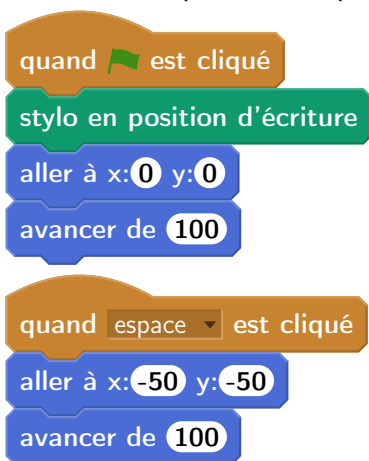 quand est cliqué
stylo en position d'écriture
aller à x: 0 y: 0
avancer de 100
quand espace est cliqué
aller à x: -50 y: -50
avancer de 100